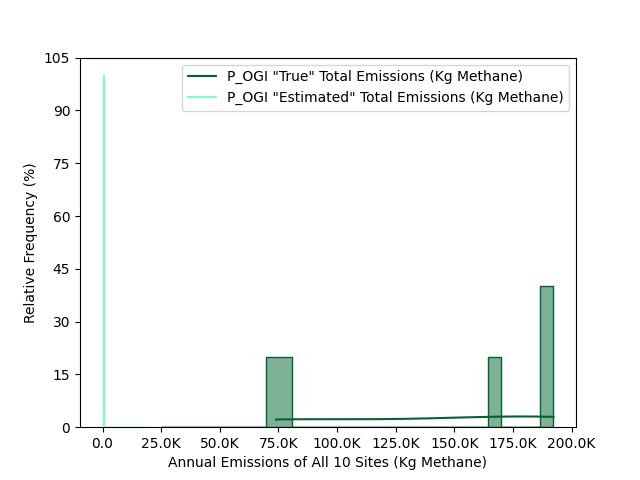 105
90
75
60
45
30
15
0
Relative Frequency (%)
P_OGI "True" Total Emissions (Kg Methane)
P_OGI "Estimated" Total Emissions (Kg Methane)
0.0 25.0K 50.0K 75.0K 100.0K 125.0K 150.0K 175.0K 200.0K
Annual Emissions of All 10 Sites (Kg Methane)